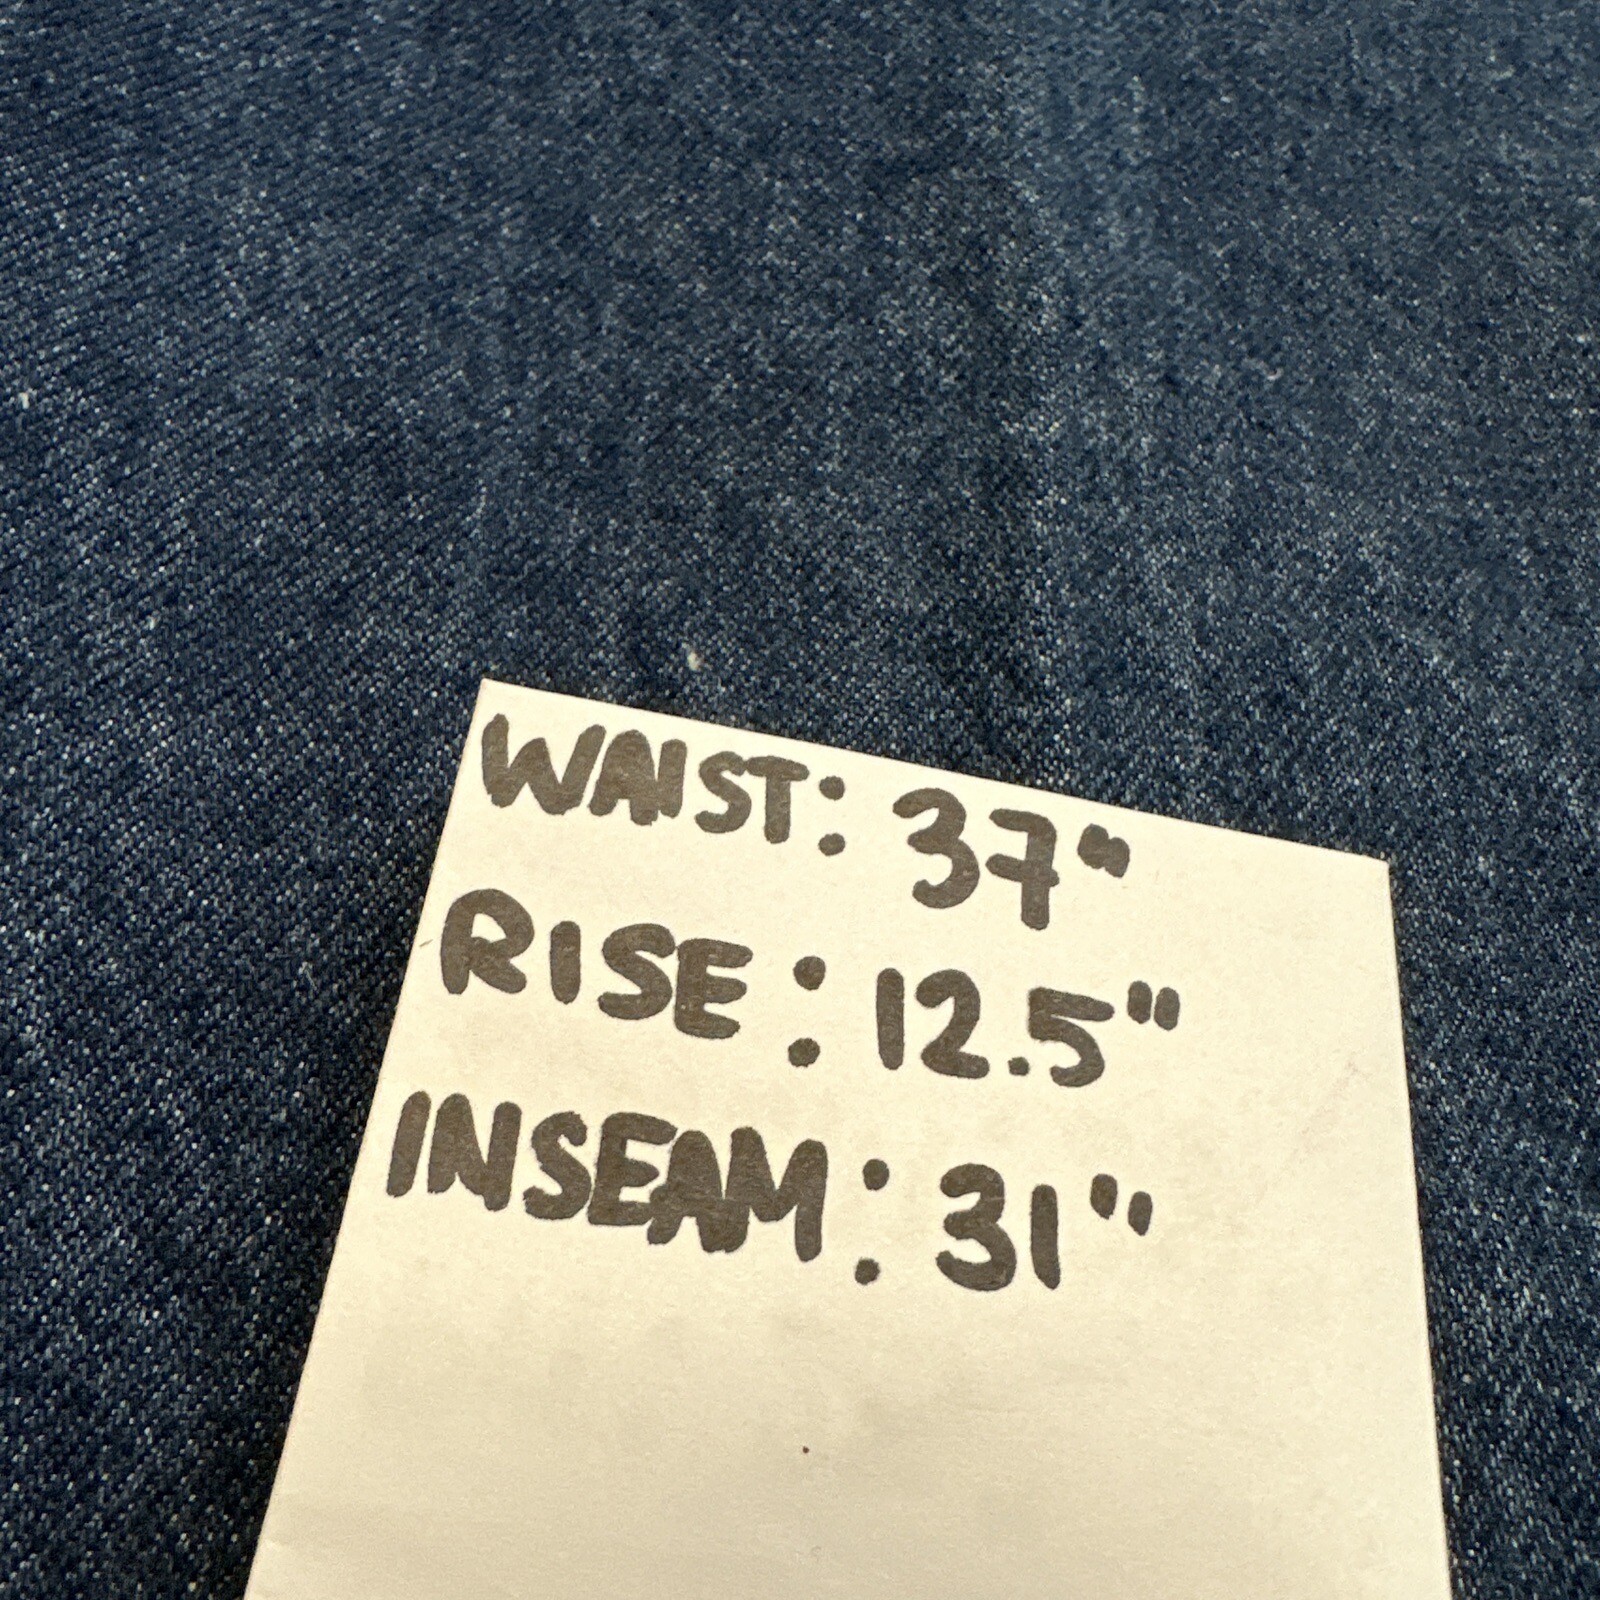 WAIST: 37"
RISE: 12.5"
INSEAM: 31"